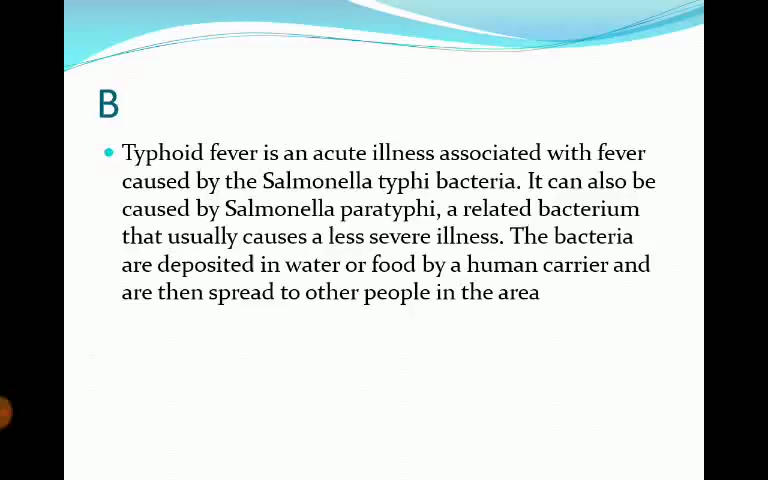 B
Typhoid fever is an acute illness associated with fever
caused by the Salmonella typhi bacteria. It can also be
caused by Salmonella paratyphi, a related bacterium
that usually causes a less severe illness. The bacteria
are deposited in water or food by a human carrier and
are then spread to other people in the area